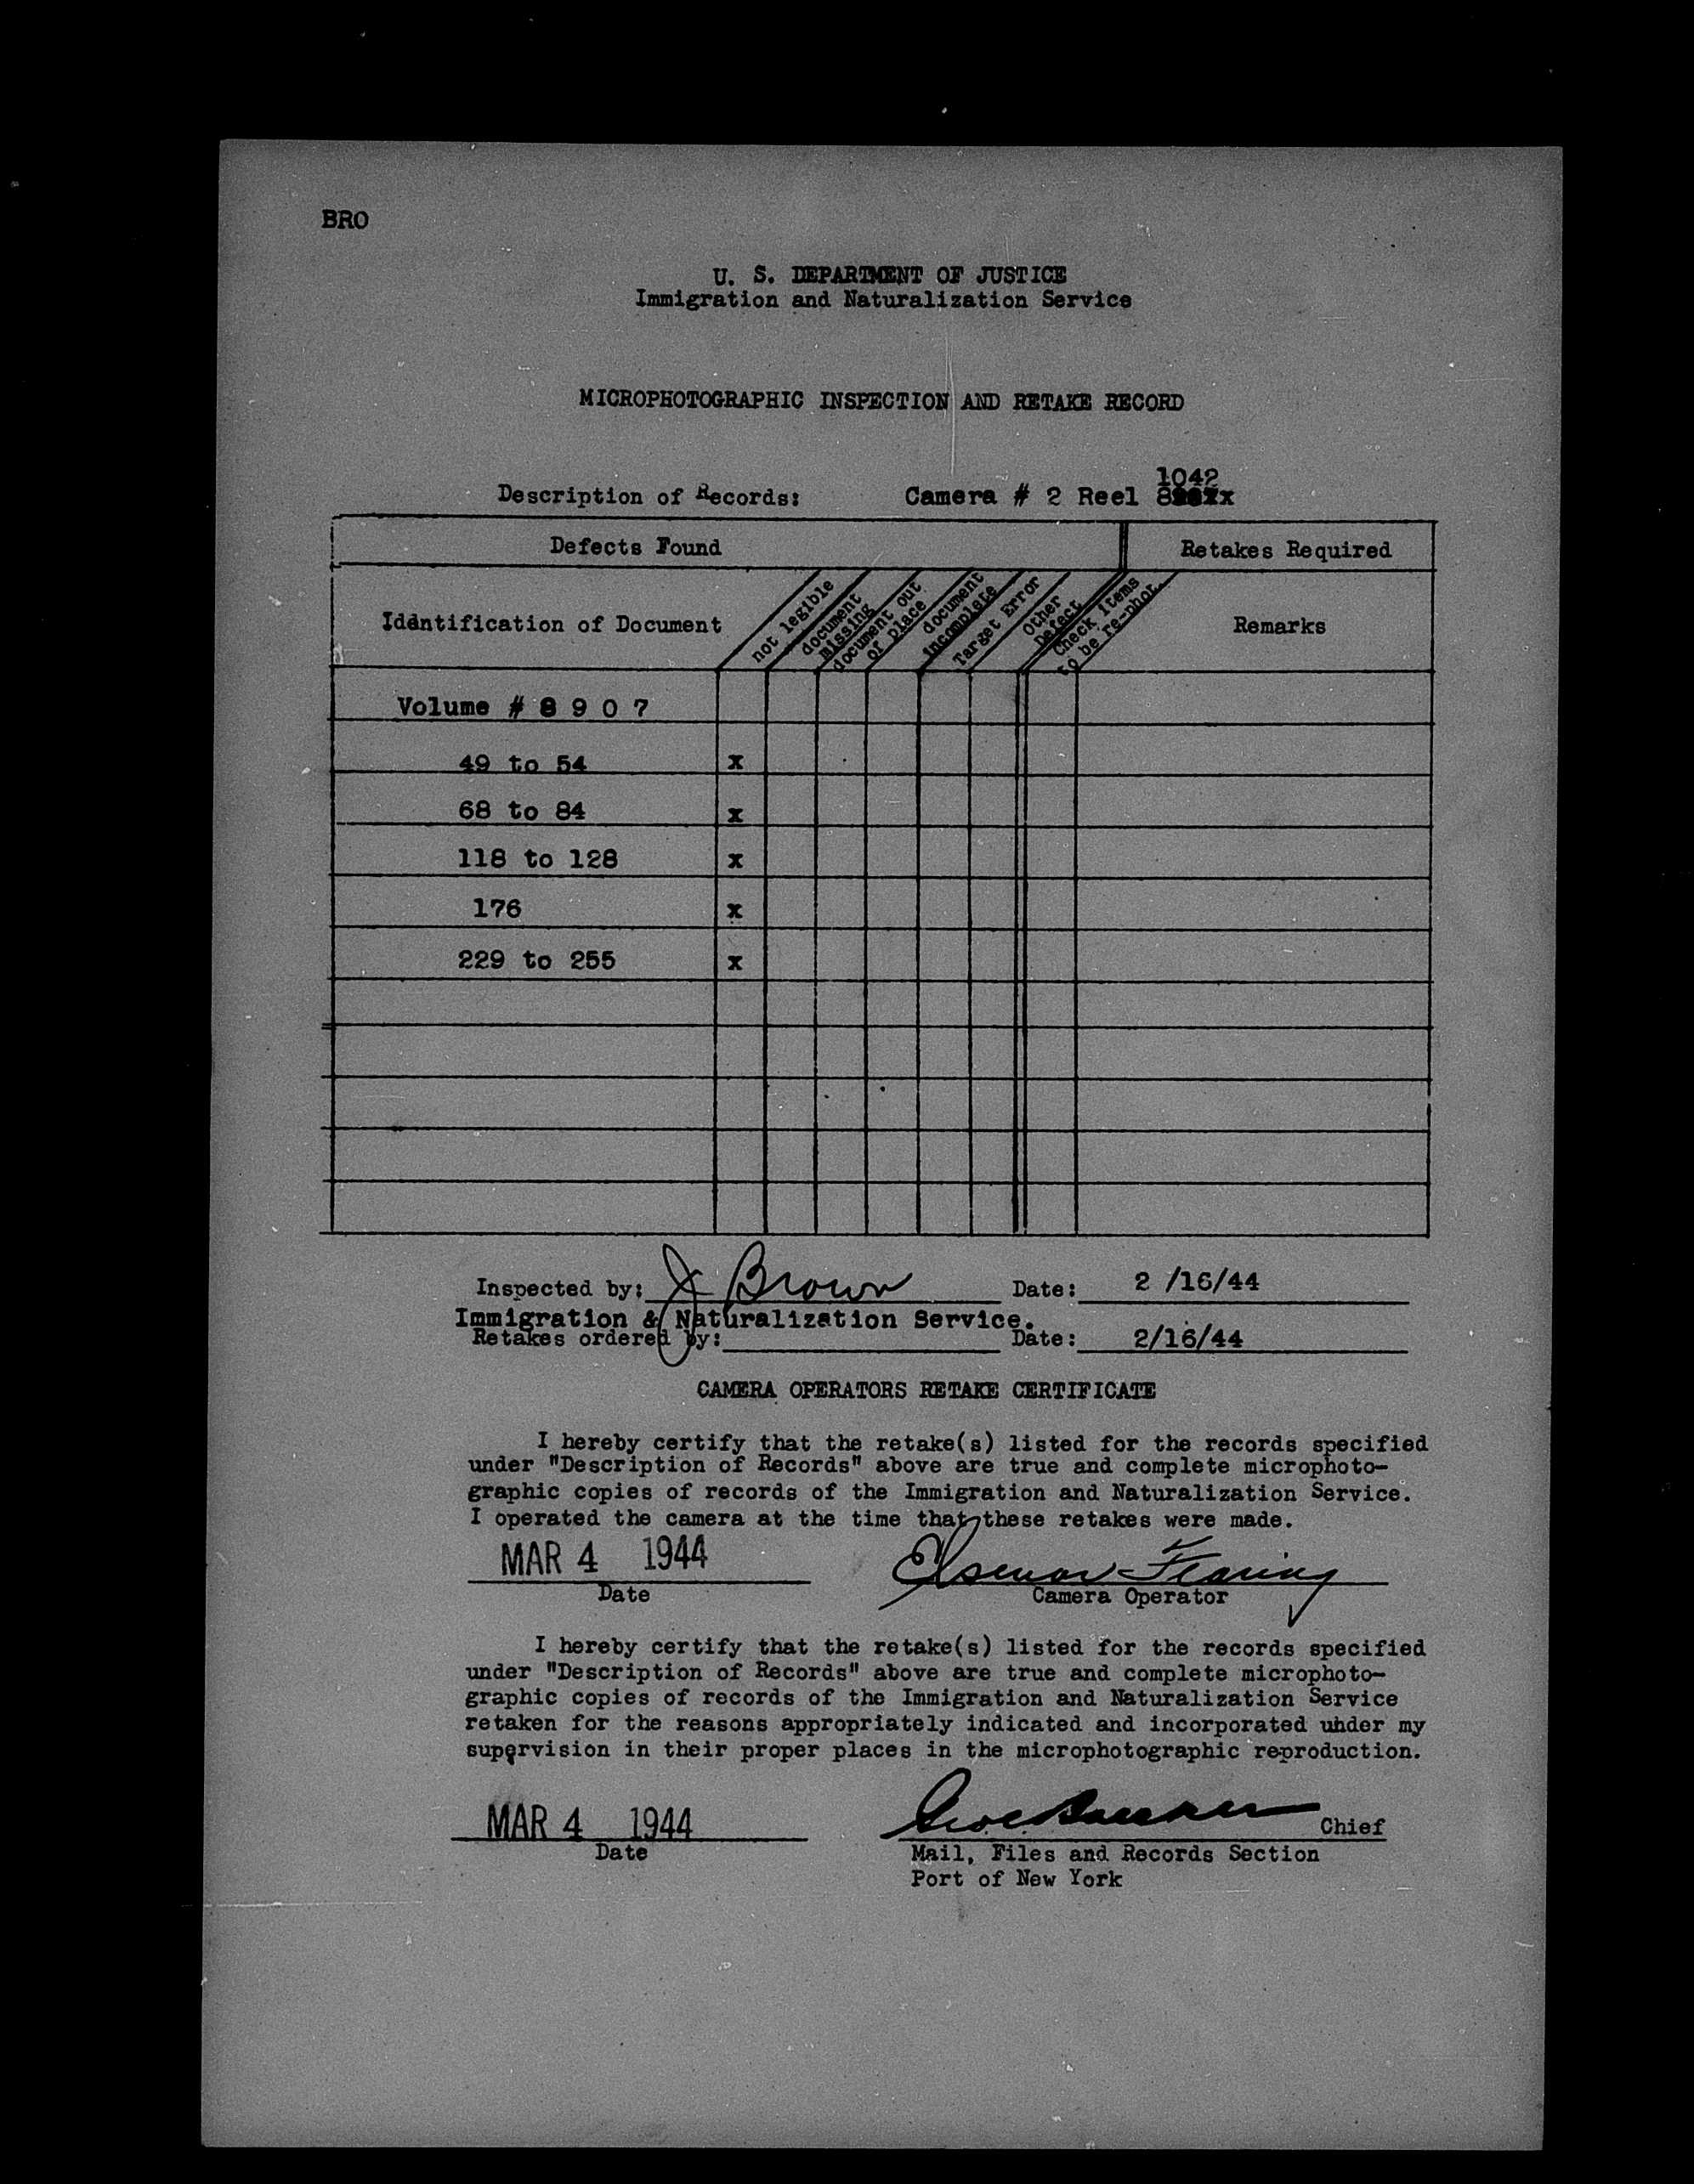 BRO
U. S. DEPARTMENT OF JUSTICE
Immigration and Naturalization Service
MICROPHOTOGRAPHIC INSPECTION AND RETAKE RECORD
1042
Description of Records: Camera # 2 Reel
Defects Found Retakes Required
Identification of Document not legible document missing document out of place document incomplete Target Error Other Defect Check items to be re-phot. Remarks
Volume # 8 9 0 7
49 to 54 x
68 to 84 x
118 to 128 x
176 x
229 to 255 x
Inspected by: J Brown Date: 2 /16/44
Immigration & Naturalization Service.
Retakes ordered by: Date: 2/16/44
CAMERA OPERATORS RETAKE CERTIFICATE
I hereby certify that the retake(s) listed for the records specified
under "Description of Records" above are true and complete microphoto-
graphic copies of records of the Immigration and Naturalization Service.
I operated the camera at the time that these retakes were made.
MAR 4 1944
Date Camera Operator
I hereby certify that the retake(s) listed for the records specified
under "Description of Records" above are true and complete microphoto-
graphic copies of records of the Immigration and Naturalization Service
retaken for the reasons appropriately indicated and incorporated uhder my
supervision in their proper places in the microphotographic reproduction.
MAR 4 1944 Chief
Date Mail, Files and Records Section
Port of New York